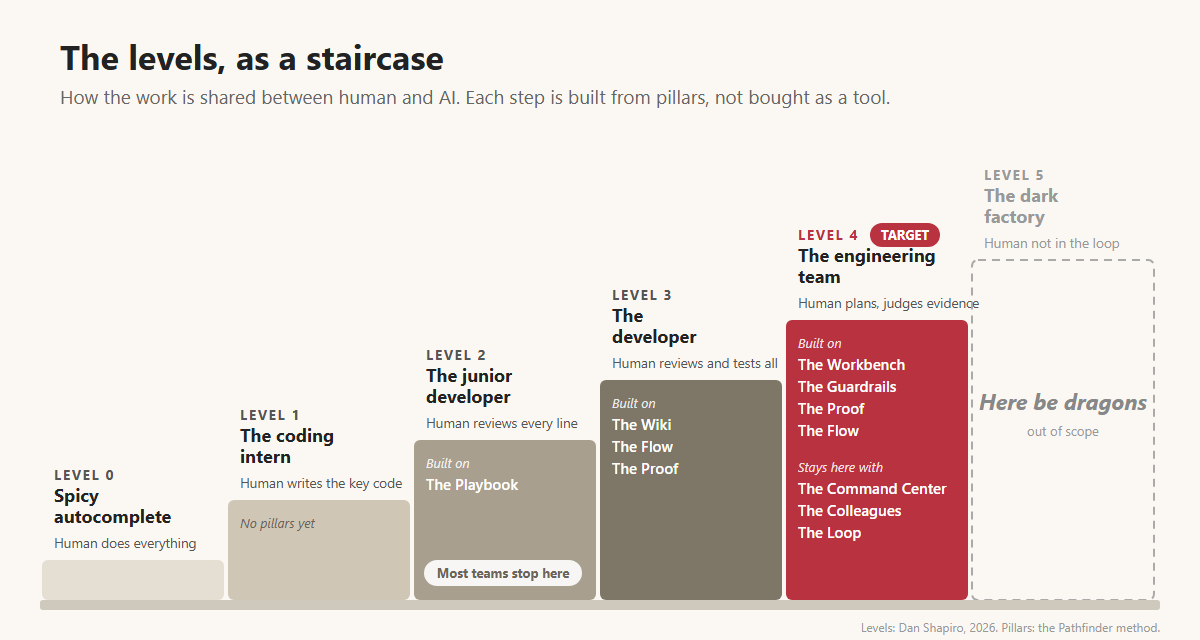 The levels, as a staircase
How the work is shared between human and AI. Each step is built from pillars, not bought as a tool.
LEVEL 0
Spicy
autocomplete
Human does everything
LEVEL 1
The coding
intern
Human writes the key code
No pillars yet
LEVEL 2
The junior
developer
Human reviews every line
Built on
The Playbook
Most teams stop here
LEVEL 3
The
developer
Human reviews and tests all
Built on
The Wiki
The Flow
The Proof
LEVEL 4 TARGET
The engineering
team
Human plans, judges evidence
Built on
The Workbench
The Guardrails
The Proof
The Flow
Stays here with
The Command Center
The Colleagues
The Loop
LEVEL 5
The dark
factory
Human not in the loop
Here be dragons
out of scope
Levels: Dan Shapiro, 2026. Pillars: the Pathfinder method.